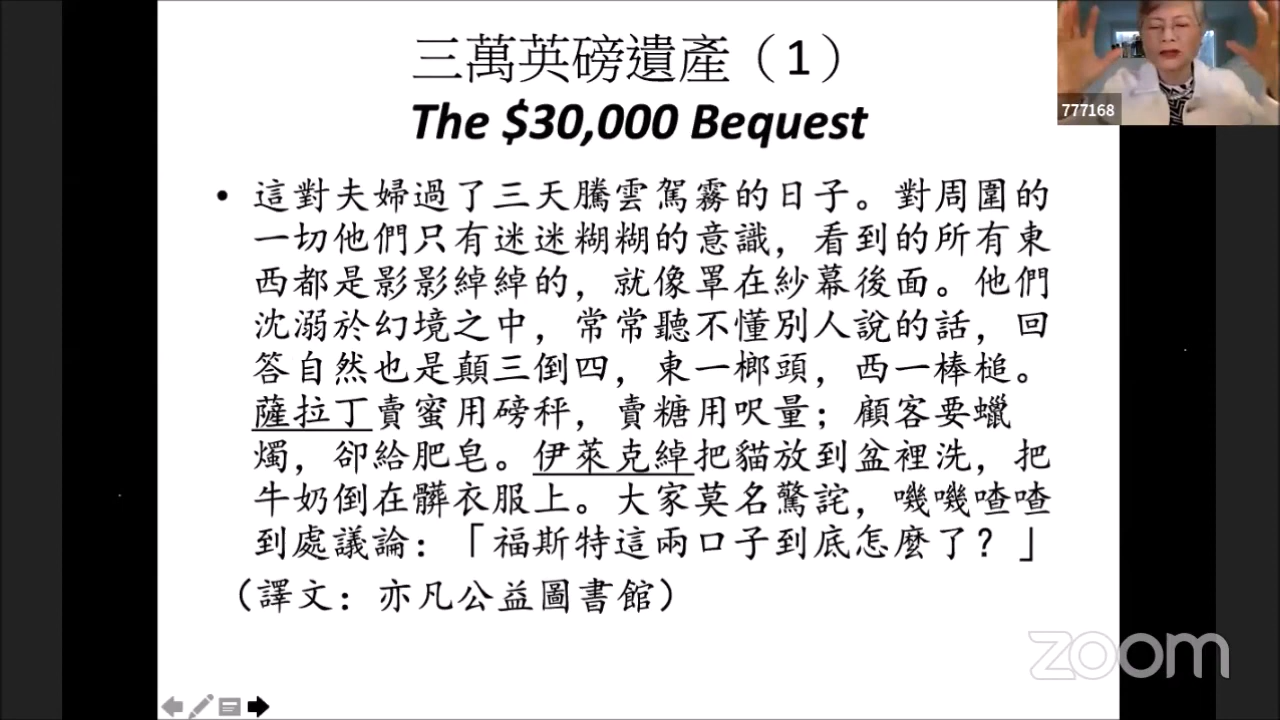 三萬英磅遺產（1）
The $30,000 Bequest
777168
• 這對夫婦過了三天騰雲駕霧的日子。對周圍的
一切他們只有迷迷糊糊的意識，看到的所有東
西都是影影綽綽的，就像罩在紗幕後面。他們
沈溺於幻境之中，常常聽不懂別人說的話，回
答自然也是顛三倒四，東一榔頭，西一棒槌。
薩拉丁賣蜜用磅秤，賣糖用呎量；顧客要蠟
燭，卻給肥皂。伊萊克綽把貓放到盆裡洗，把
牛奶倒在髒衣服上。大家莫名驚詫，嘰嘰喳喳
到處議論：「福斯特這兩口子到底怎麼了？」
（譯文：亦凡公益圖書館）
zoom